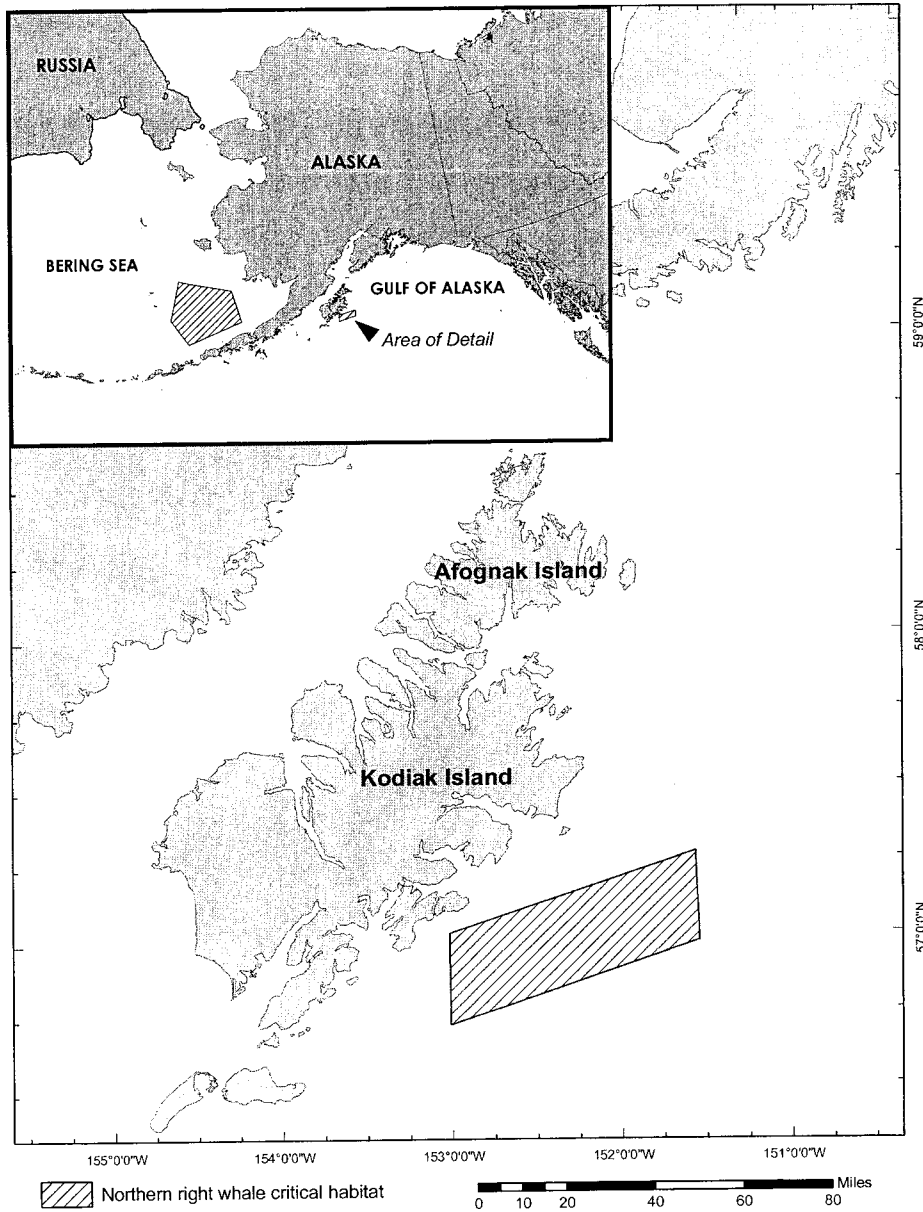 RUSSIA
ALASKA
BERING SEA
GULF OF ALASKA
Area of Detail
59°0'0"N
Afognak Island
58°0'0"N
Kodiak Island
57°0'0"N
155°0'0"W 154°0'0"W 153°0'0"W 152°0'0"W 151°0'0"W
Northern right whale critical habitat
Miles
0 10 20 40 60 80